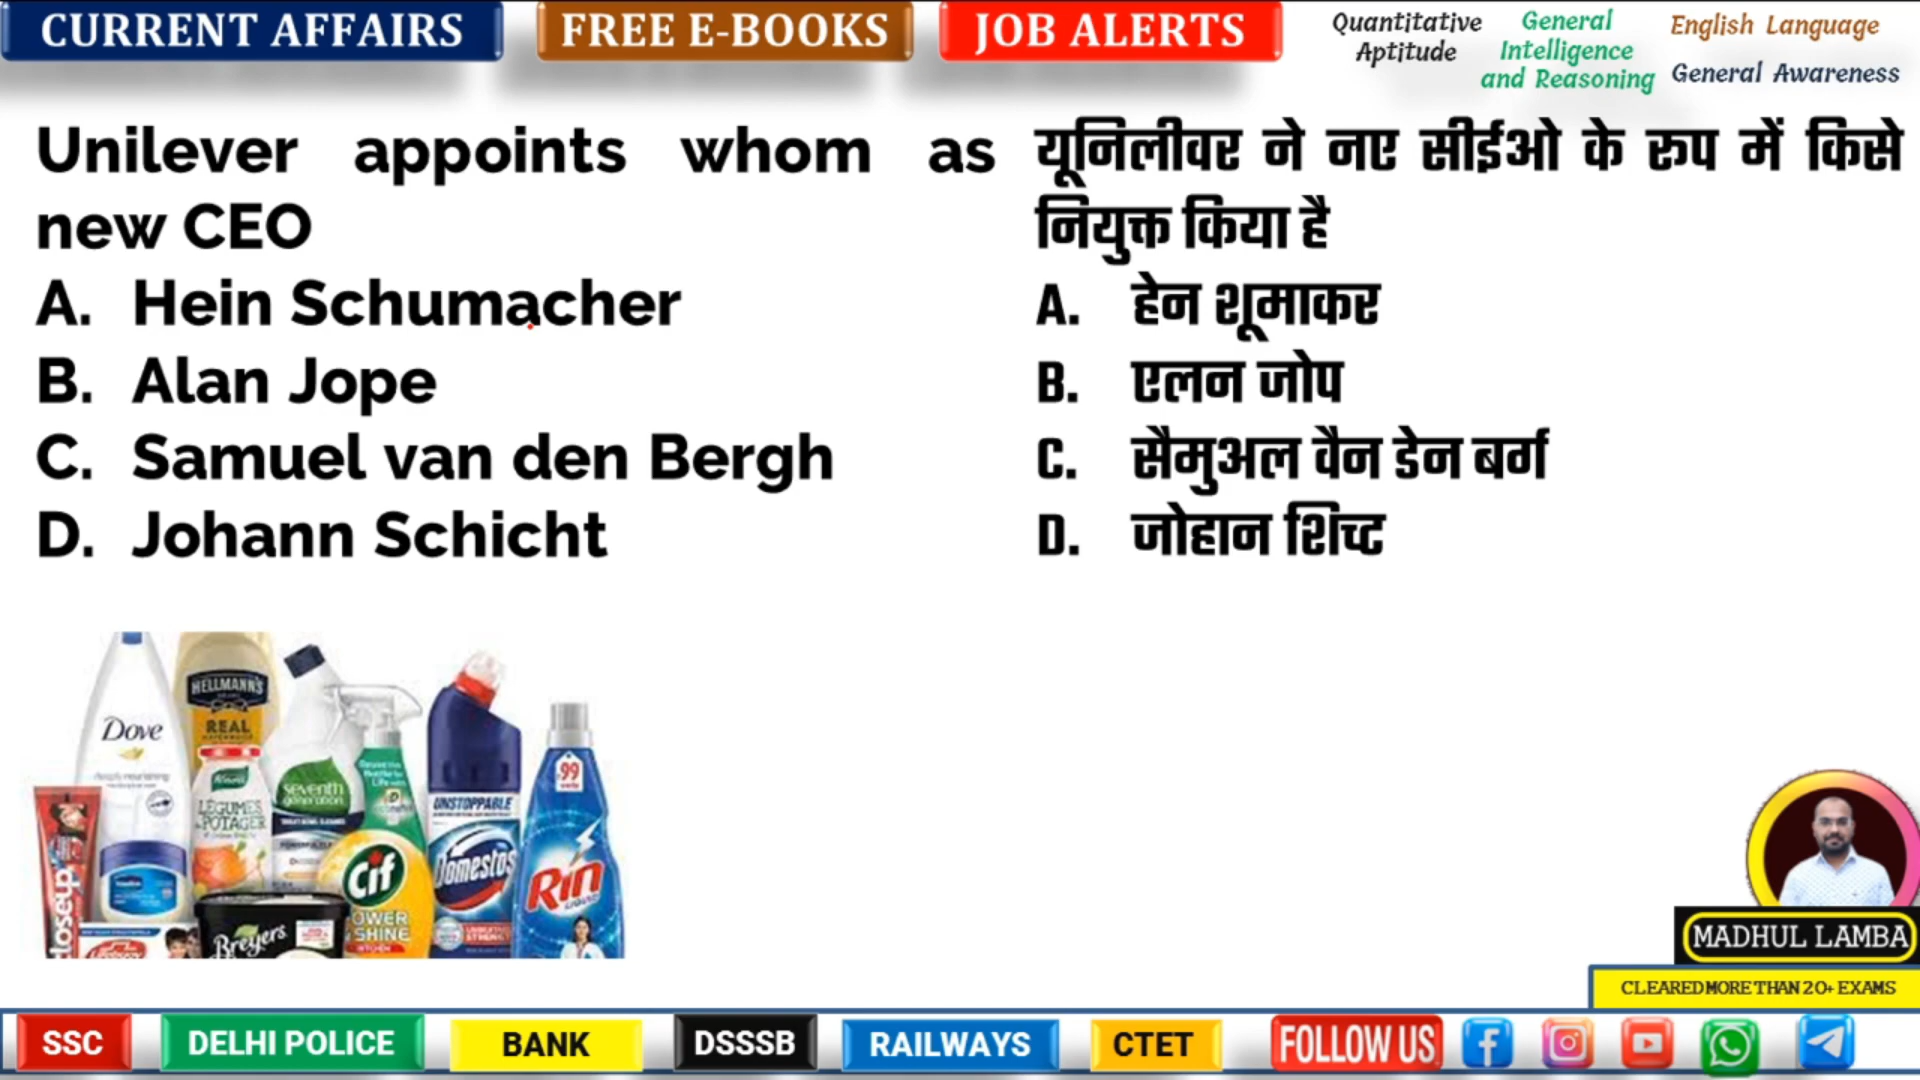 CURRENT AFFAIRS
FREE E-BOOKS
JOB ALERTS
Quantitative
Aptitude
General
Intelligence
and Reasoning
English Language
General Awareness
Unilever appoints whom as
new CEO
A. Hein Schumacher
B. Alan Jope
C. Samuel van den Bergh
D. Johann Schicht
यूनिलीवर ने नए सीईओ के रूप में किसे
नियुक्त किया है
A. हेन शूमाकर
B. एलन जोप
C. सैमुअल वैन डेन बर्ग
D. जोहान शिच्ट
HELLMANN'S
REAL
Dove
Knorr
LÉGUMES
POTAGER
seventh
generation
UNSTOPPABLE
Domestos
99
Rin
Cif
SHINE
Vaseline
Breyers
MADHUL LAMBA
CLEARED MORE THAN 20+ EXAMS
SSC
DELHI POLICE
BANK
DSSSB
RAILWAYS
CTET
FOLLOW US